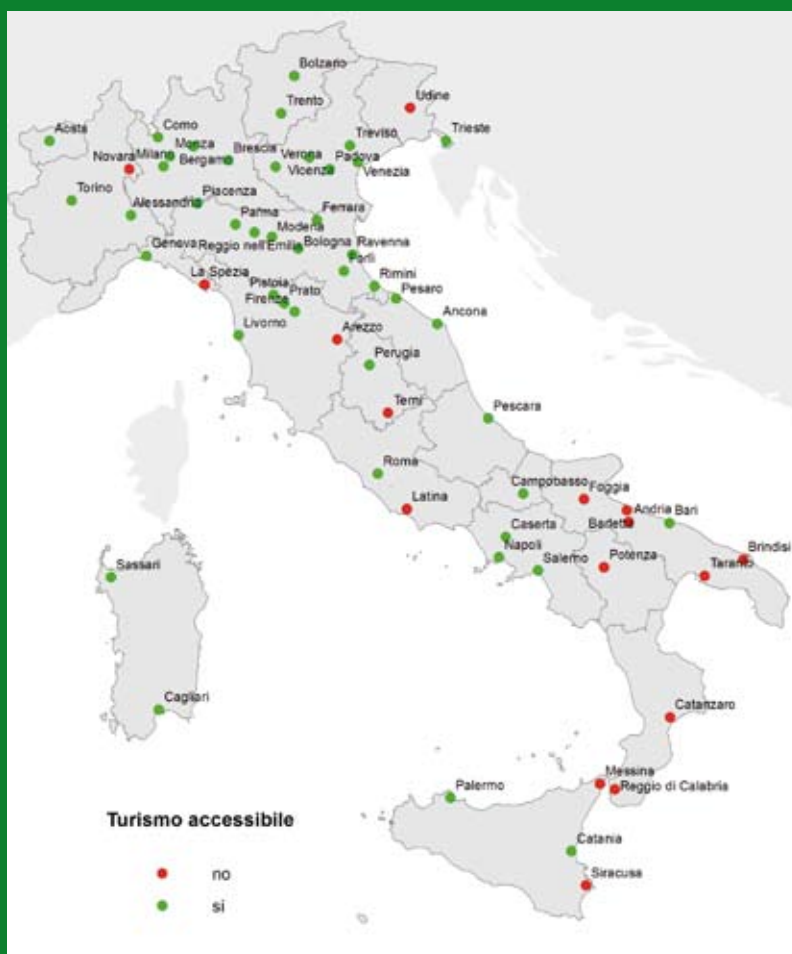 Bolzano
Trento
Udine
Aosta
Como
Monza
Treviso
Trieste
Novara
Milano
Bergamo
Brescia
Verona
Vicenza
Padova
Venezia
Torino
Alessandria
Piacenza
Parma
Ferrara
Modena
Genova
Reggio nell'Emilia
Bologna
Ravenna
Forlì
La Spezia
Pistoia
Prato
Rimini
Firenze
Pesaro
Livorno
Arezzo
Ancona
Perugia
Terni
Pescara
Roma
Latina
Campobasso
Foggia
Andria
Bari
Caserta
Barletta
Brindisi
Napoli
Salerno
Potenza
Taranto
Sassari
Cagliari
Catanzaro
Messina
Reggio di Calabria
Palermo
Catania
Siracusa
Turismo accessibile
no
si